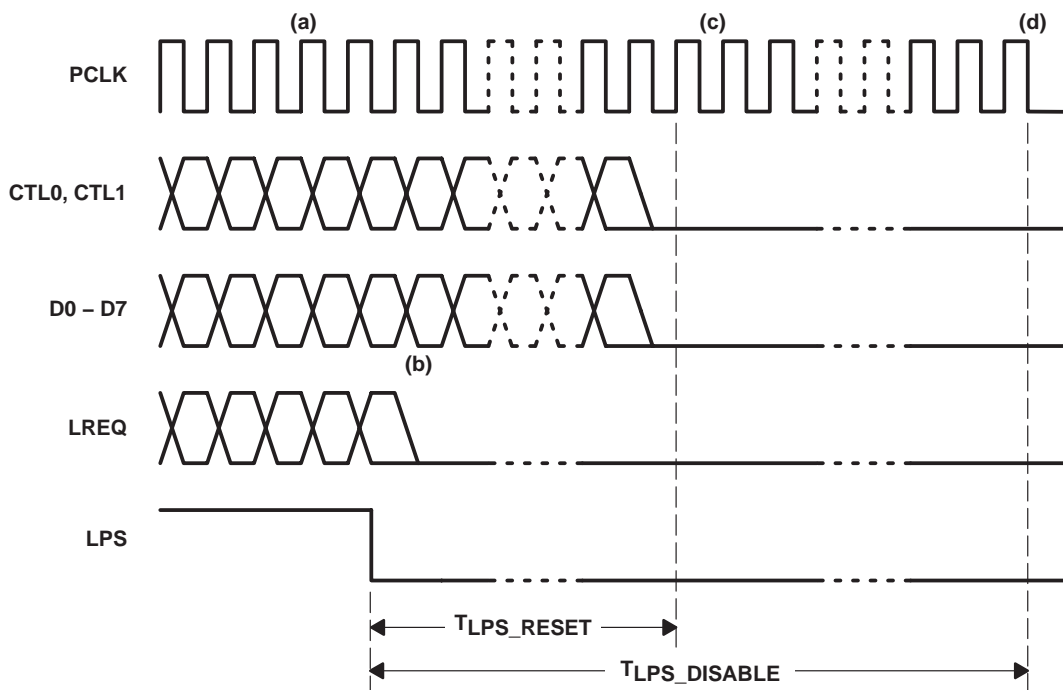 (a) (c) (d)
PCLK
CTL0, CTL1
D0 – D7
(b)
LREQ
LPS
TLPS_RESET
TLPS_DISABLE